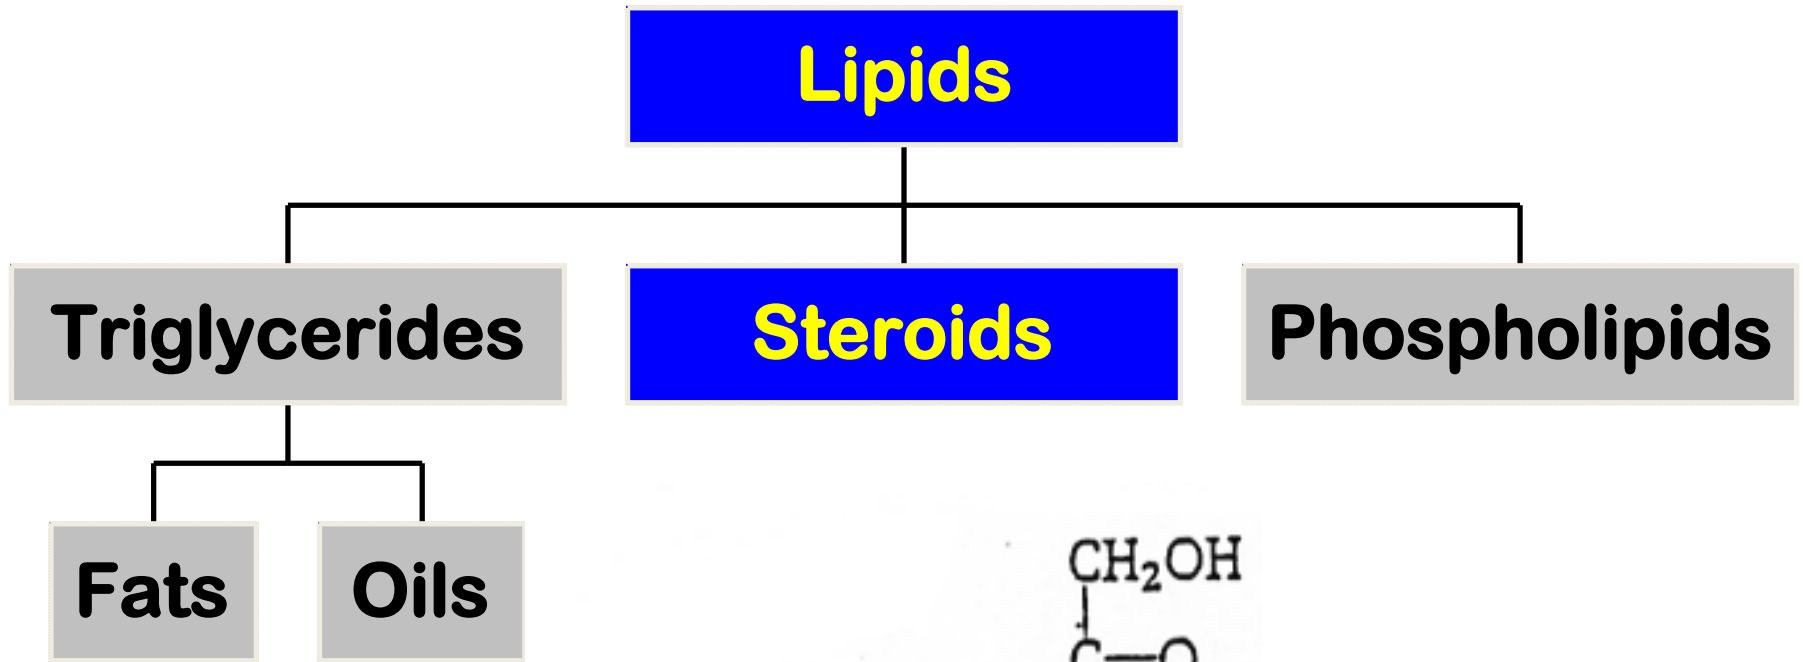 Lipids
Triglycerides Steroids Phospholipids
Fats Oils
CH₂OH
C—O